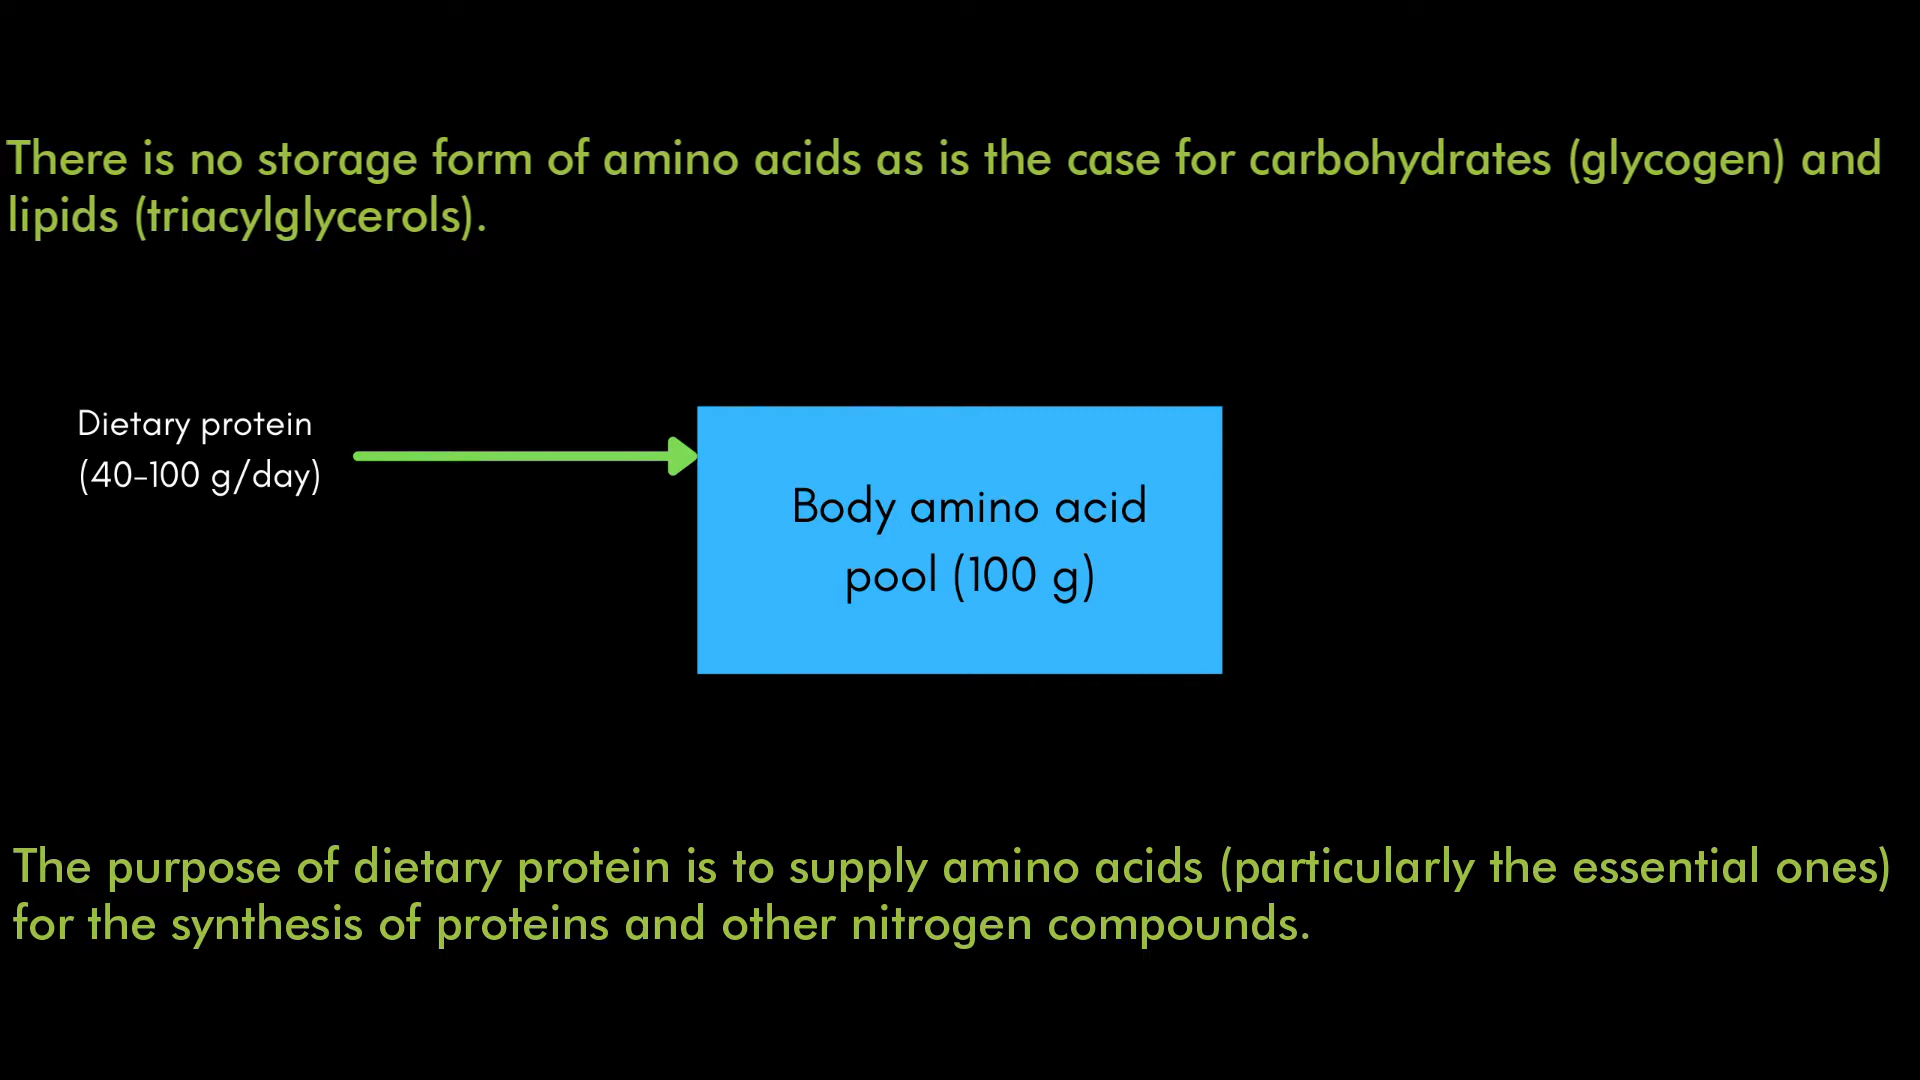 There is no storage form of amino acids as is the case for carbohydrates (glycogen) and
lipids (triacylglycerols).
Dietary protein
(40-100 g/day)
Body amino acid
pool (100 g)
The purpose of dietary protein is to supply amino acids (particularly the essential ones)
for the synthesis of proteins and other nitrogen compounds.